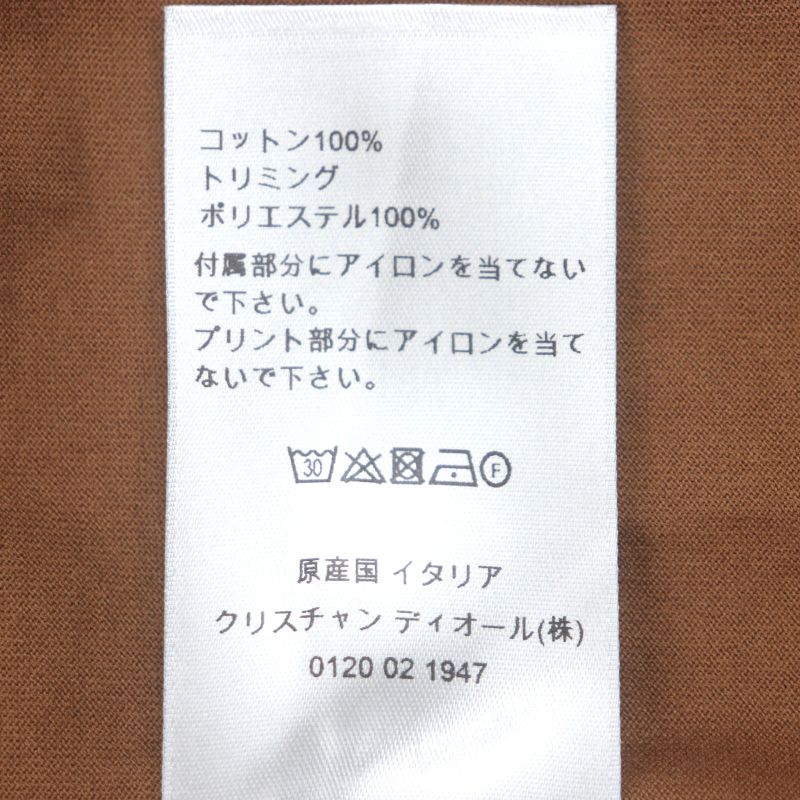 コットン100%
トリミング
ポリエステル100%
付属部分にアイロンを当てない
で下さい。
プリント部分にアイロンを当て
ないで下さい。
30 F
原産国 イタリア
クリスチャン ディオール(株)
0120 02 1947